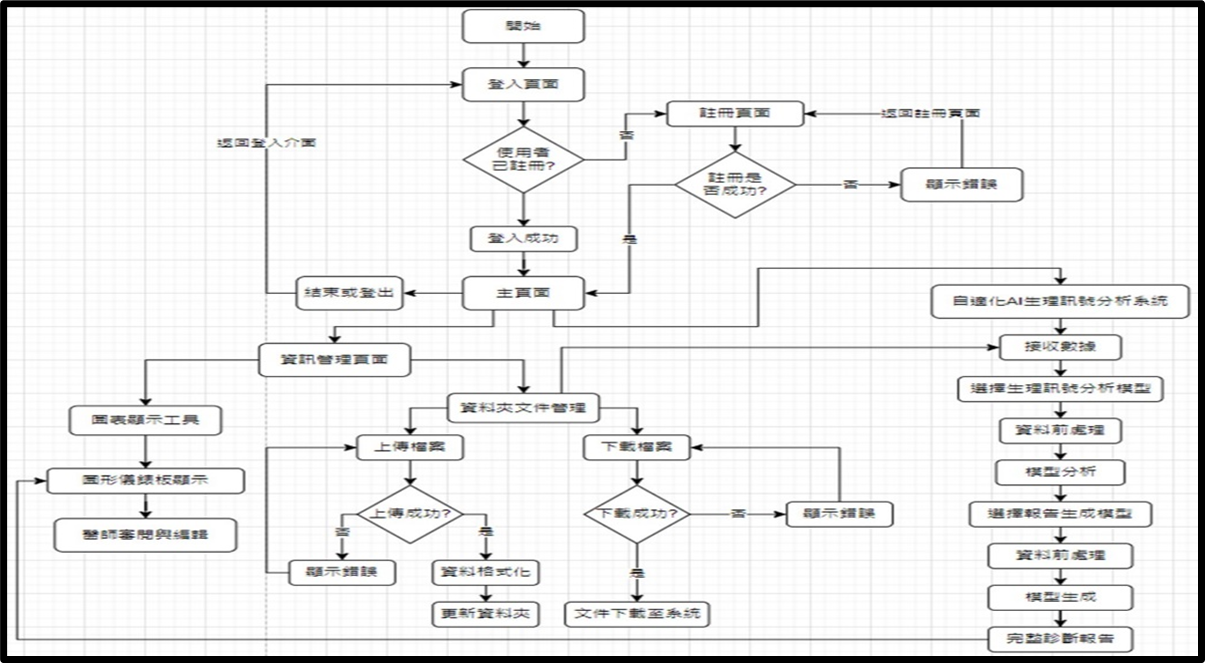 開始
登入頁面
註冊頁面
返回註冊頁面
否
返回登入介面
使用者
已註冊?
註冊是
否成功?
否
顯示錯誤
登入成功
是
結束或登出
主頁面
自適化AI生理訊號分析系統
接收數據
資訊管理頁面
選擇生理訊號分析模型
圖表顯示工具
資料夾文件管理
資料前處理
上傳檔案
下載檔案
模型分析
圖形儀錶板顯示
上傳成功?
下載成功?
否
顯示錯誤
選擇報告生成模型
醫師審閱與編輯
否
是
資料前處理
顯示錯誤
資料格式化
是
模型生成
更新資料夾
文件下載至系統
完整診斷報告